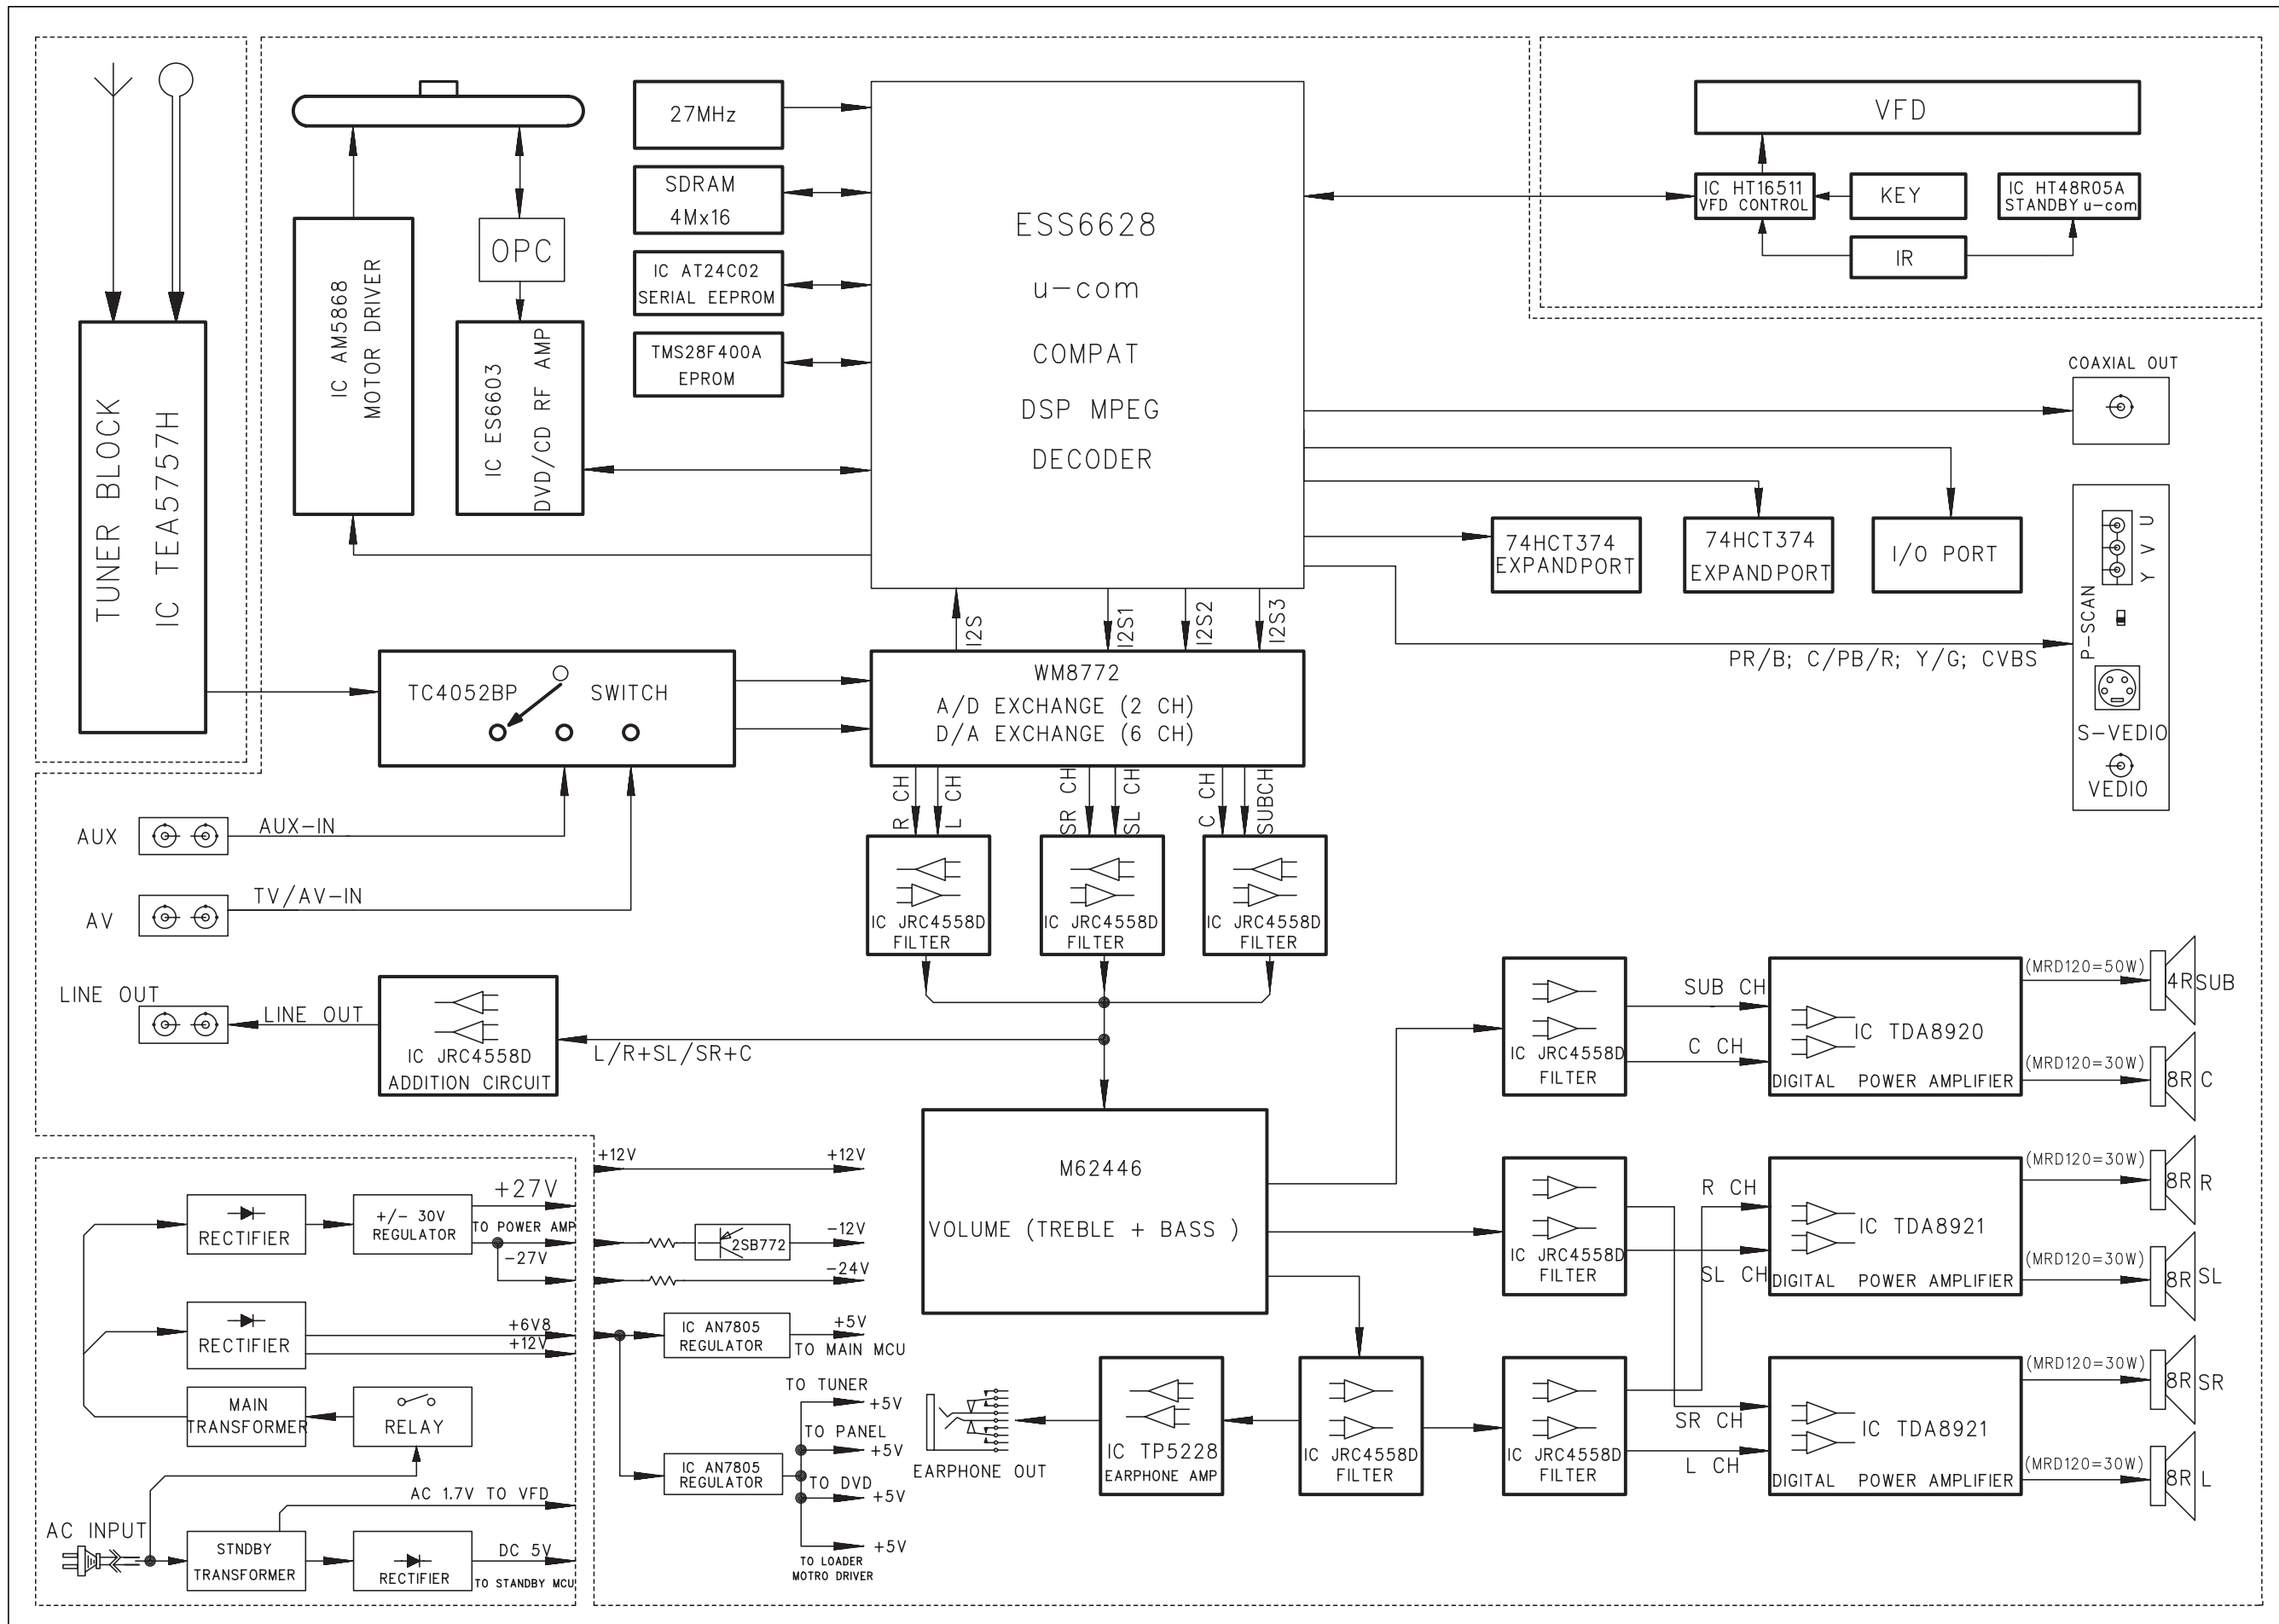 TUNER BLOCK
IC TEA5757H
IC AM5868
MOTOR DRIVER
OPC
IC ES6603
DVD/CD RF AMP
27MHz
SDRAM
4Mx16
IC AT24C02
SERIAL EEPROM
TMS28F400A
EPROM
ESS6628
u-com
COMPAT
DSP MPEG
DECODER
VFD
IC HT16511
VFD CONTROL
KEY
IC HT48R05A
STANDBY u-com
IR
COAXIAL OUT
74HCT374
EXPANDPORT
74HCT374
EXPANDPORT
I/O PORT
Y V U
P-SCAN
S-VEDIO
VEDIO
PR/B; C/PB/R; Y/G; CVBS
I2S
I2S1
I2S2
I2S3
TC4052BP
SWITCH
WM8772
A/D EXCHANGE (2 CH)
D/A EXCHANGE (6 CH)
R CH
L CH
SR CH
SL CH
C CH
SUBCH
AUX
AUX-IN
AV
TV/AV-IN
IC JRC4558D
FILTER
IC JRC4558D
FILTER
IC JRC4558D
FILTER
LINE OUT
LINE OUT
IC JRC4558D
ADDITION CIRCUIT
L/R+SL/SR+C
M62446
VOLUME (TREBLE + BASS )
IC JRC4558D
FILTER
SUB CH
C CH
IC TDA8920
DIGITAL POWER AMPLIFIER
(MRD120=50W)
4R SUB
(MRD120=30W)
8R C
IC JRC4558D
FILTER
R CH
SL CH
IC TDA8921
DIGITAL POWER AMPLIFIER
(MRD120=30W)
8R R
(MRD120=30W)
8R SL
IC JRC4558D
FILTER
SR CH
L CH
IC TDA8921
DIGITAL POWER AMPLIFIER
(MRD120=30W)
8R SR
(MRD120=30W)
8R L
IC JRC4558D
FILTER
IC TP5228
EARPHONE AMP
EARPHONE OUT
RECTIFIER
+/- 30V
REGULATOR
+27V
TO POWER AMP
-27V
RECTIFIER
+6V8
+12V
MAIN
TRANSFORMER
RELAY
AC 1.7V TO VFD
AC INPUT
STNDBY
TRANSFORMER
RECTIFIER
DC 5V
TO STANDBY MCU
+12V
+12V
2SB772
-12V
-24V
IC AN7805
REGULATOR
+5V
TO MAIN MCU
IC AN7805
REGULATOR
TO TUNER
+5V
TO PANEL
+5V
TO DVD
+5V
+5V
TO LOADER
MOTRO DRIVER